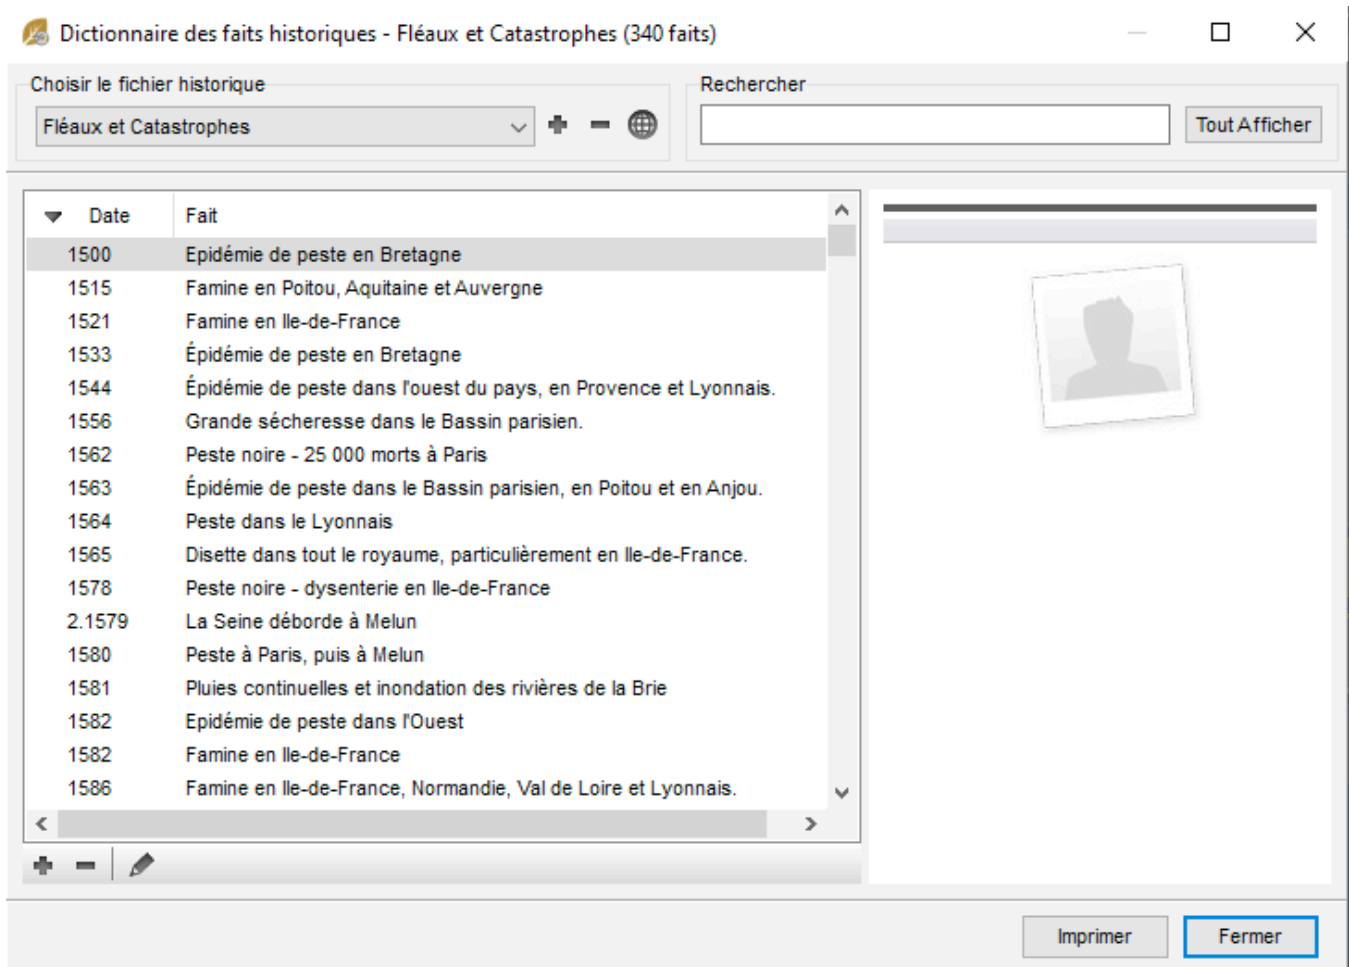 Dictionnaire des faits historiques - Fléaux et Catastrophes (340 faits)
Choisir le fichier historique
Rechercher
Fléaux et Catastrophes
Tout Afficher
Date Fait
1500 Epidémie de peste en Bretagne
1515 Famine en Poitou, Aquitaine et Auvergne
1521 Famine en Ile-de-France
1533 Épidémie de peste en Bretagne
1544 Épidémie de peste dans l'ouest du pays, en Provence et Lyonnais.
1556 Grande sécheresse dans le Bassin parisien.
1562 Peste noire - 25 000 morts à Paris
1563 Épidémie de peste dans le Bassin parisien, en Poitou et en Anjou.
1564 Peste dans le Lyonnais
1565 Disette dans tout le royaume, particulièrement en Ile-de-France.
1578 Peste noire - dysenterie en Ile-de-France
2.1579 La Seine déborde à Melun
1580 Peste à Paris, puis à Melun
1581 Pluies continuelles et inondation des rivières de la Brie
1582 Epidémie de peste dans l'Ouest
1582 Famine en Ile-de-France
1586 Famine en Ile-de-France, Normandie, Val de Loire et Lyonnais.
Imprimer
Fermer